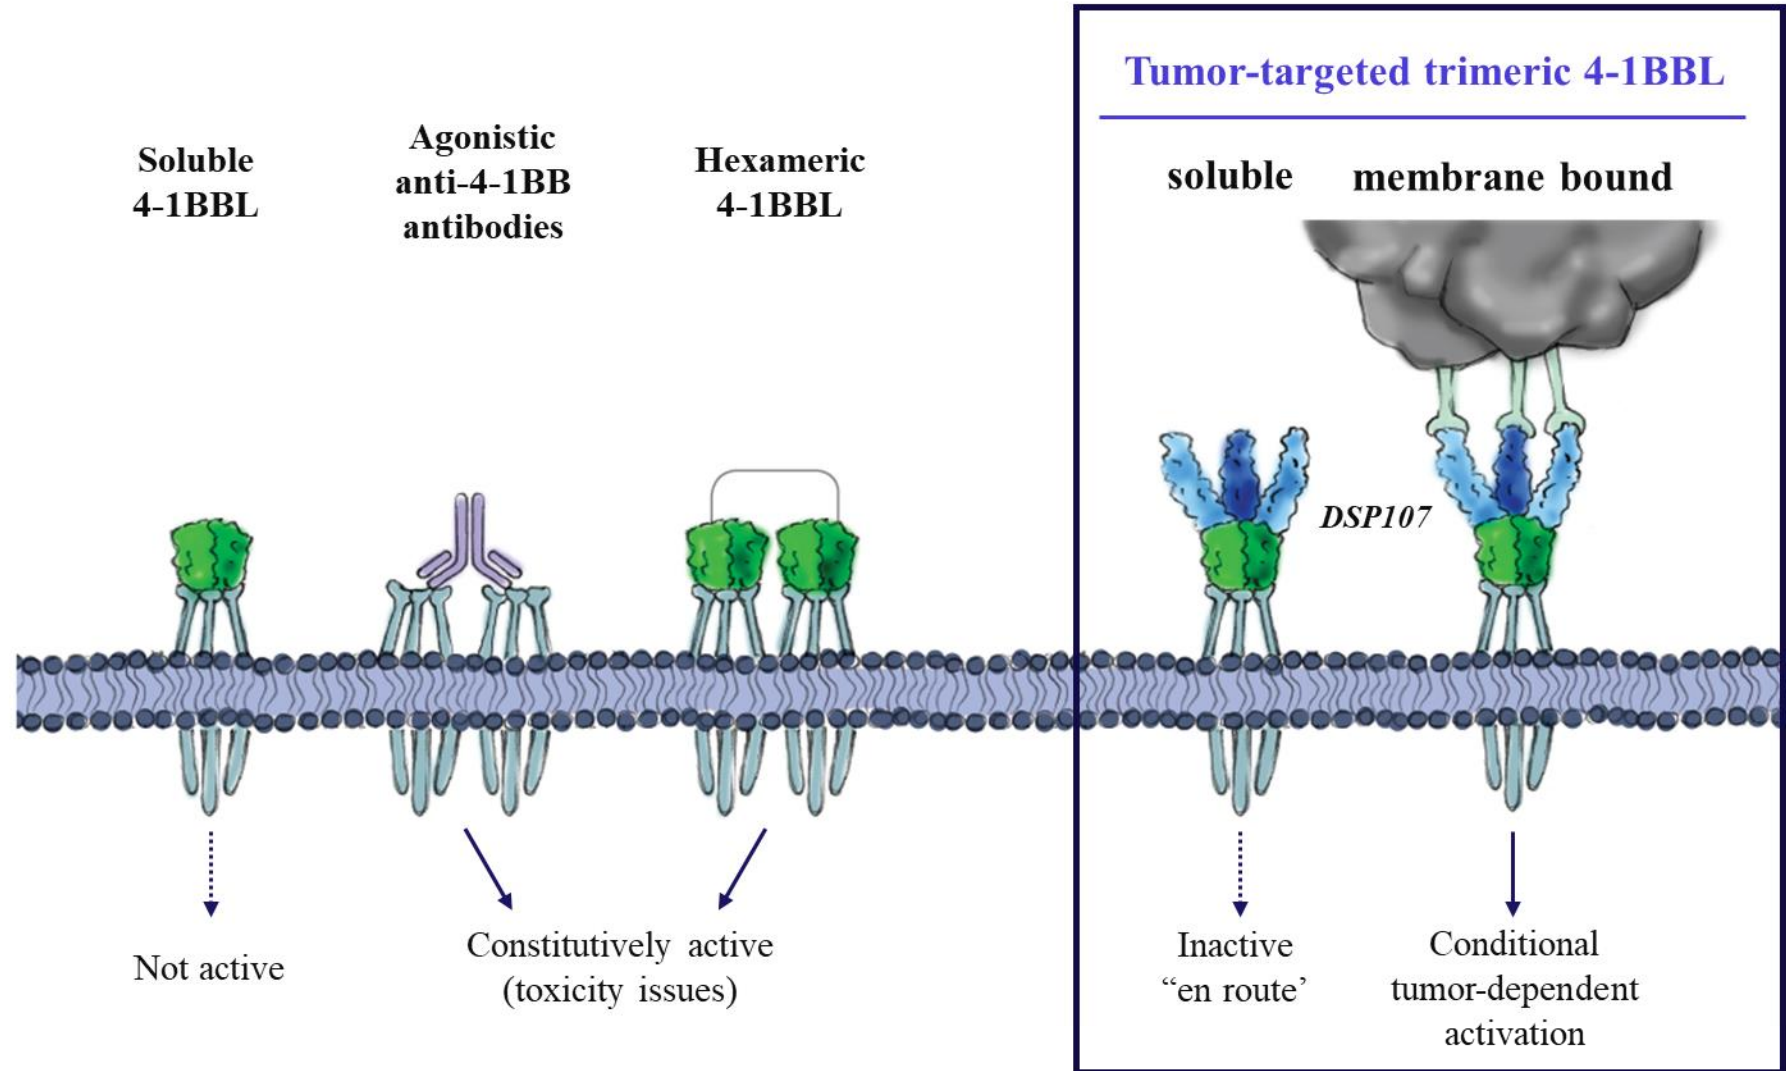 Soluble
4-1BBL
Agonistic
anti-4-1BB
antibodies
Hexameric
4-1BBL
Tumor-targeted trimeric 4-1BBL
soluble
membrane bound
DSP107
Not active
Constitutively active
(toxicity issues)
Inactive
“en route’
Conditional
tumor-dependent
activation